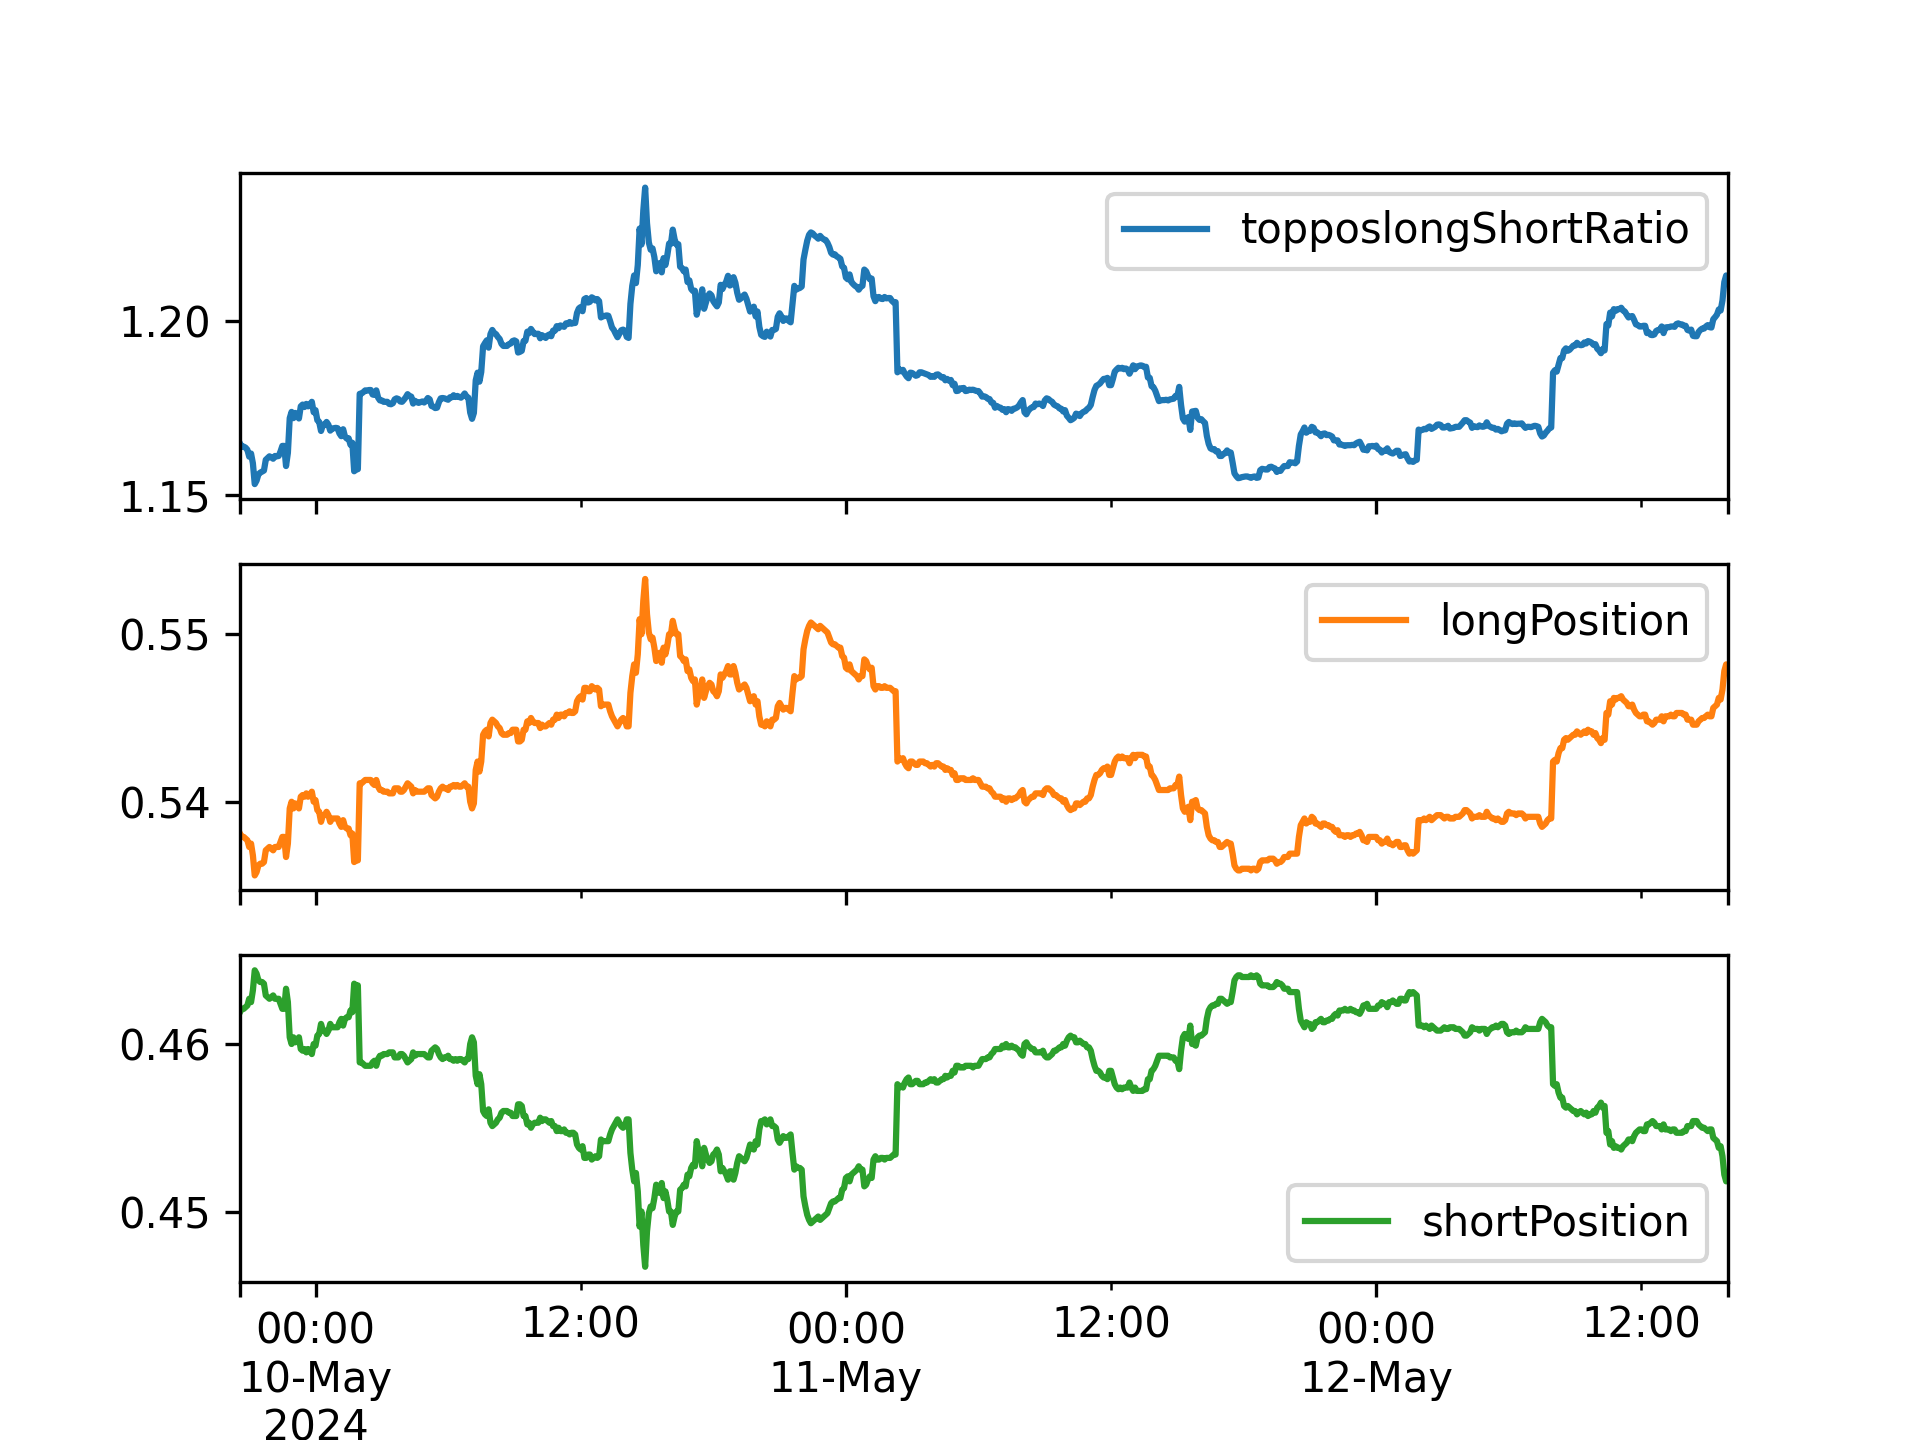 topposlongShortRatio
1.20
1.15
longPosition
0.55
0.54
0.46
0.45
shortPosition
00:00 12:00 00:00 12:00 00:00 12:00
10-May 11-May 12-May
2024